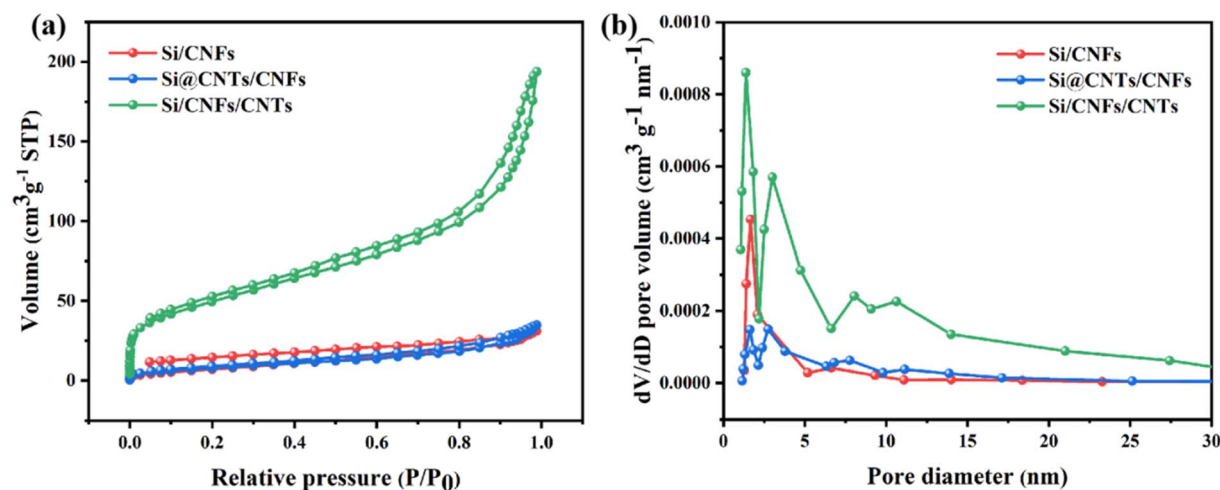 (a)
Si/CNFs
Si@CNTs/CNFs
Si/CNFs/CNTs
Volume (cm³g⁻¹ STP)
200
150
100
50
0
0.0 0.2 0.4 0.6 0.8 1.0
Relative pressure (P/P₀)
(b)
Si/CNFs
Si@CNTs/CNFs
Si/CNFs/CNTs
dV/dD pore volume (cm³ g⁻¹ nm⁻¹)
0.0010
0.0008
0.0006
0.0004
0.0002
0.0000
0 5 10 15 20 25 30
Pore diameter (nm)